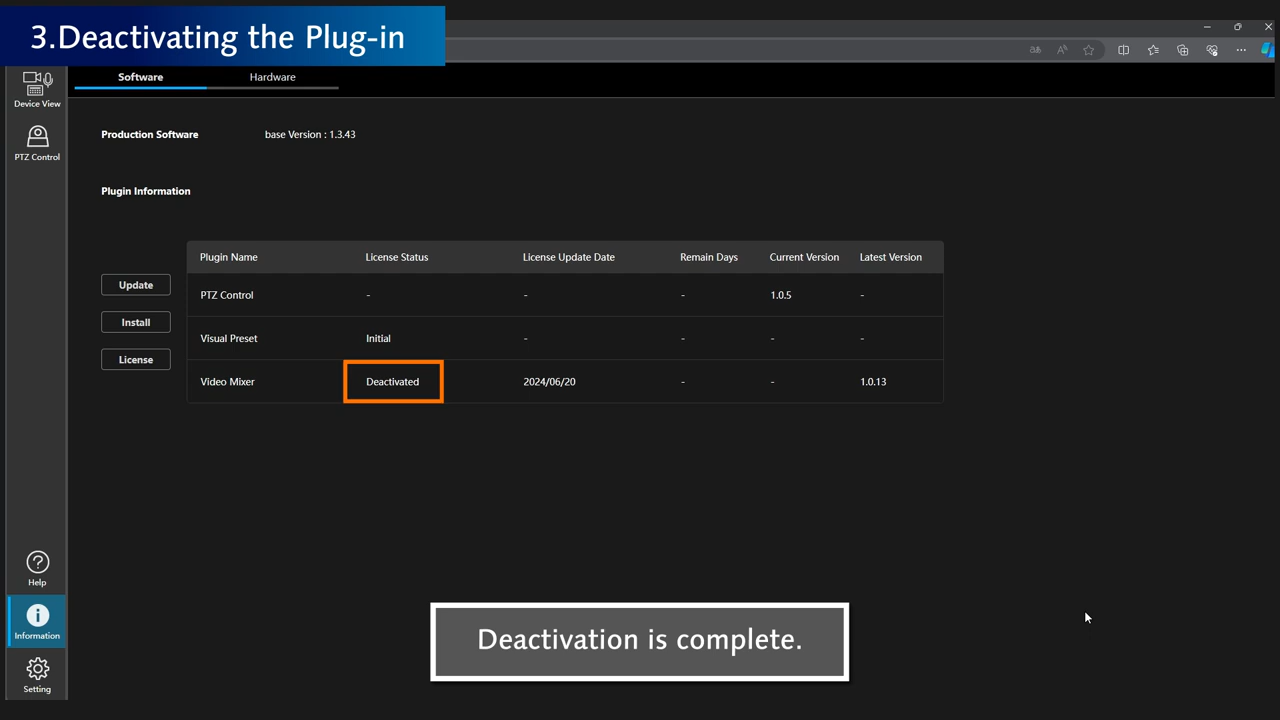 3.Deactivating the Plug-in
Software Hardware
Device View
PTZ Control
Production Software base Version : 1.3.43
Plugin Information
Update
Install
License
Plugin Name License Status License Update Date Remain Days Current Version Latest Version
PTZ Control - - - 1.0.5 -
Visual Preset Initial - - - -
Video Mixer Deactivated 2024/06/20 - - 1.0.13
Help
Information
Setting
Deactivation is complete.